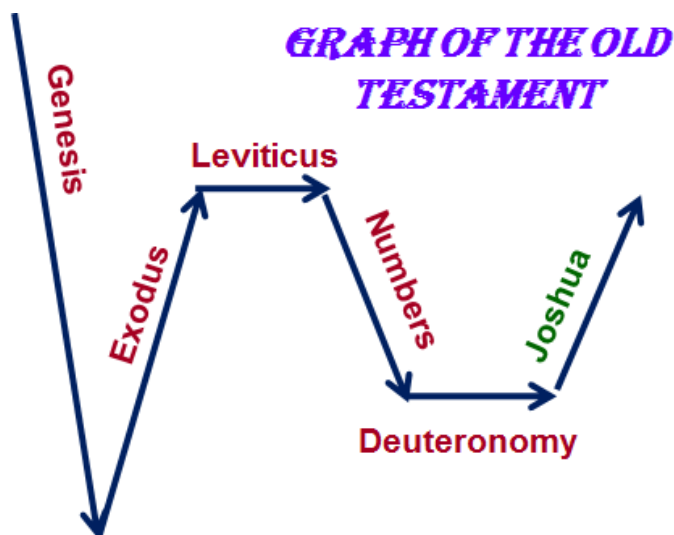 GRAPH OF THE OLD
TESTAMENT
Genesis
Exodus
Leviticus
Numbers
Deuteronomy
Joshua